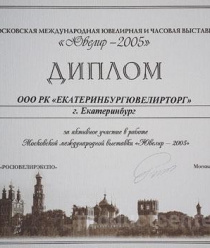 МОСКОВСКАЯ МЕЖДУНАРОДНАЯ ЮВЕЛИРНАЯ И ЧАСОВАЯ ВЫСТАВКА
«Ювелир –2005»
ДИПЛОМ
ООО РК «ЕКАТЕРИНБУРГЮВЕЛИРТОРГ»
г. Екатеринбург
за активное участие в работе
Московской международной выставки «Ювелир – 2005»
«РОСЮВЕЛИРЭКСПО»
Москва